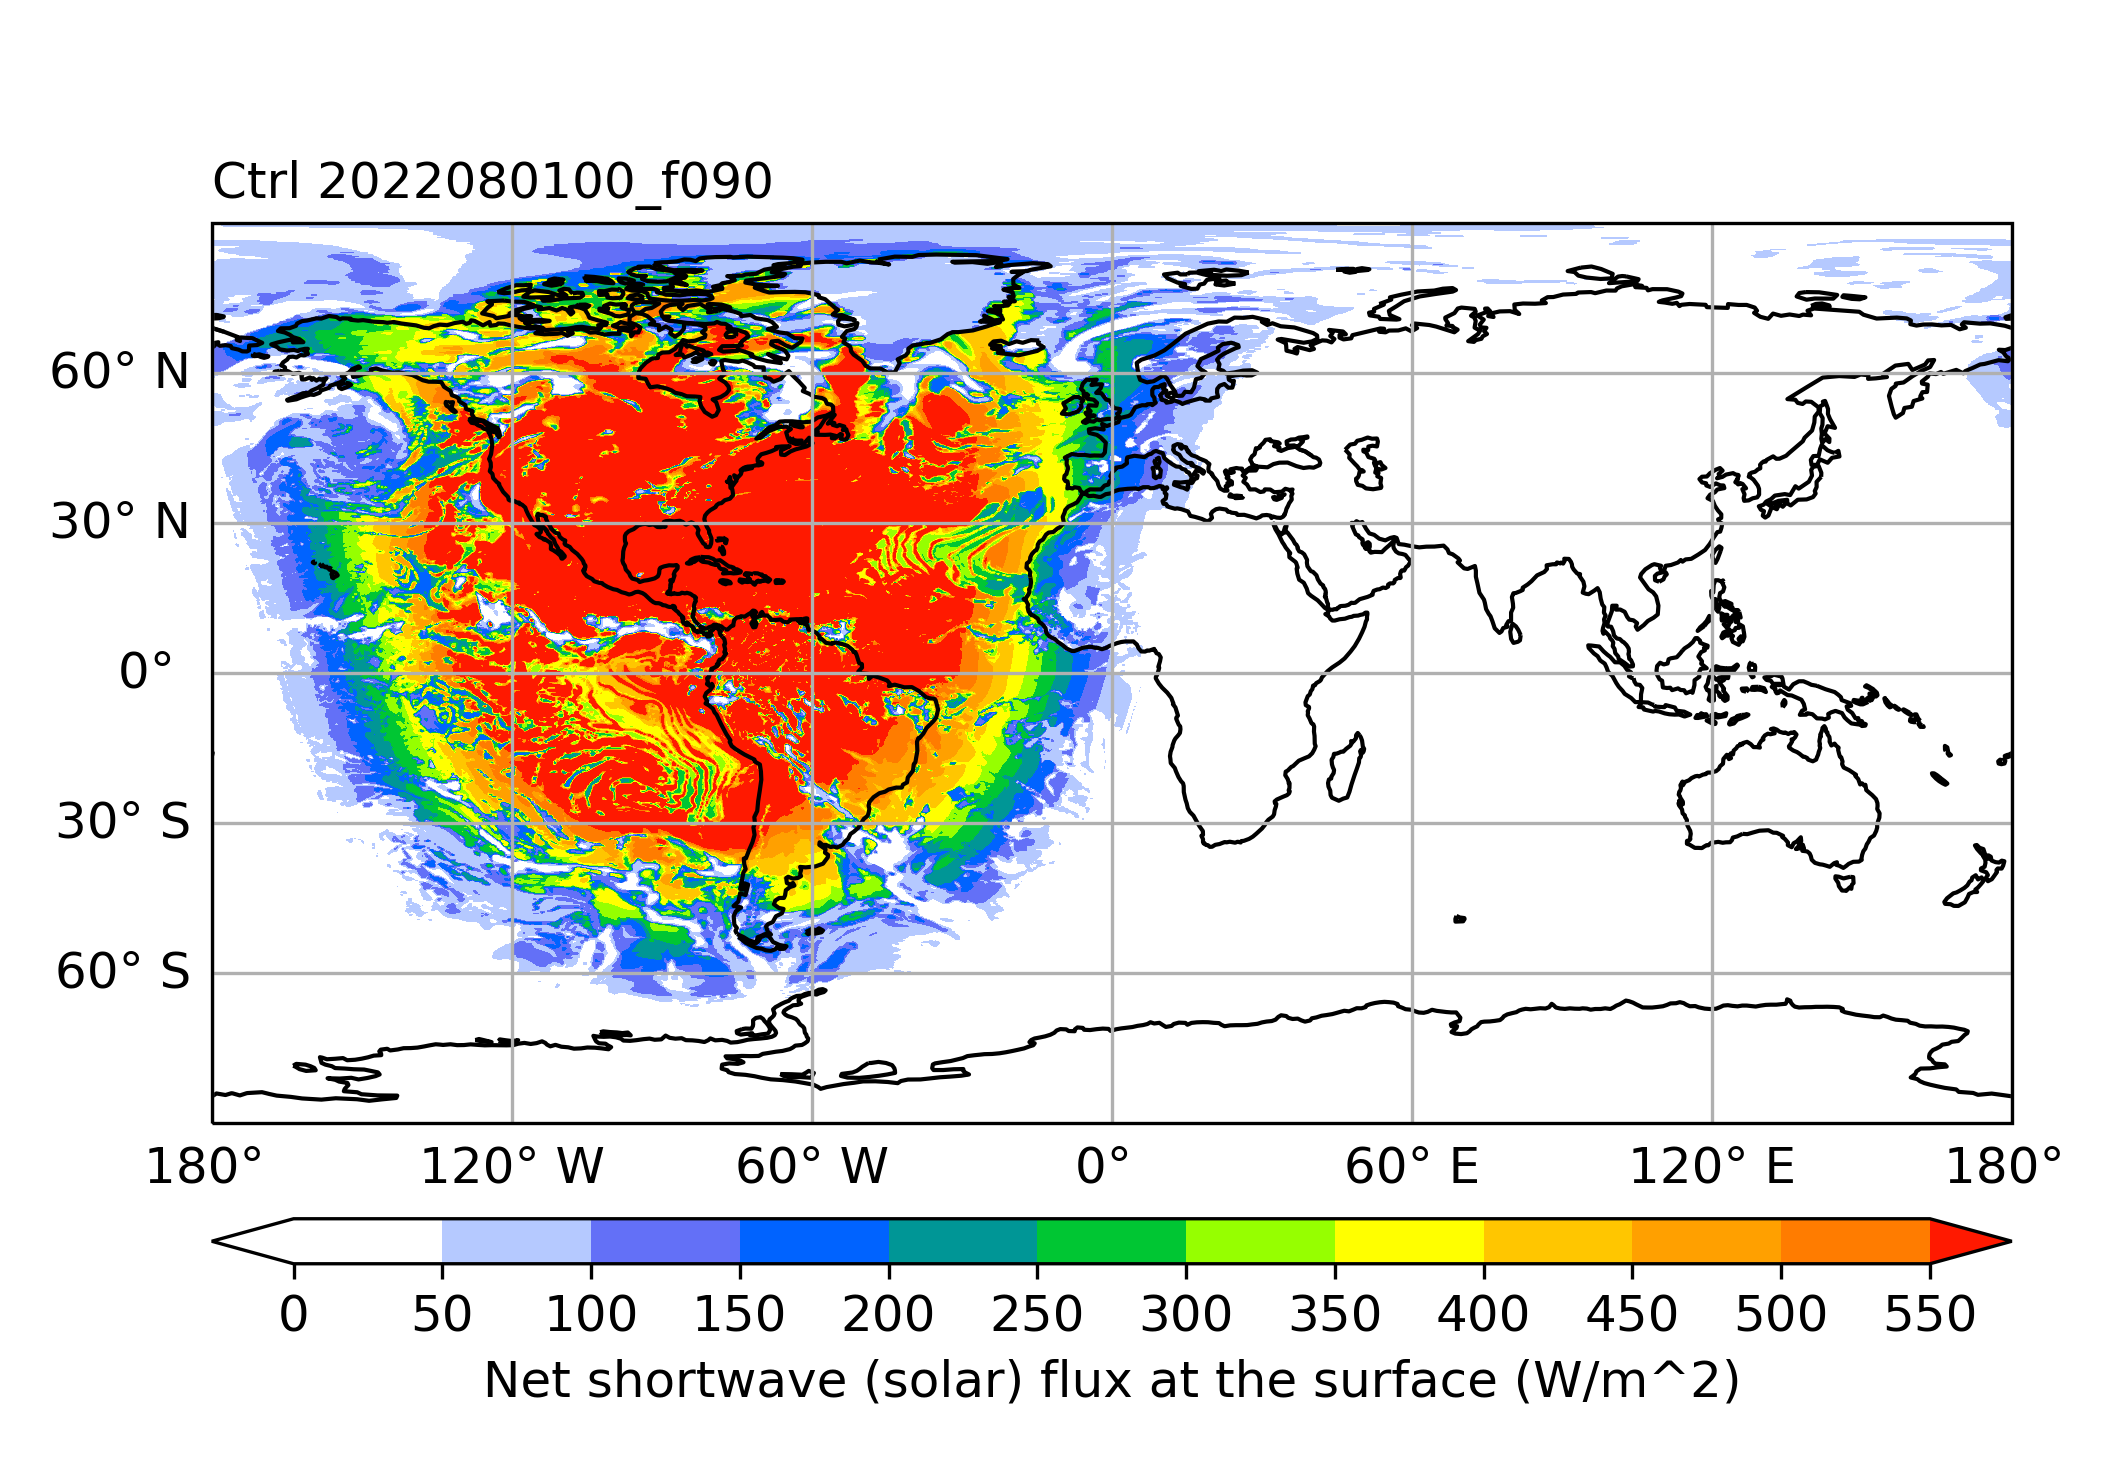 Ctrl 2022080100_f090
60° N
30° N
0°
30° S
60° S
180° 120° W 60° W 0° 60° E 120° E 180°
0 50 100 150 200 250 300 350 400 450 500 550
Net shortwave (solar) flux at the surface (W/m^2)